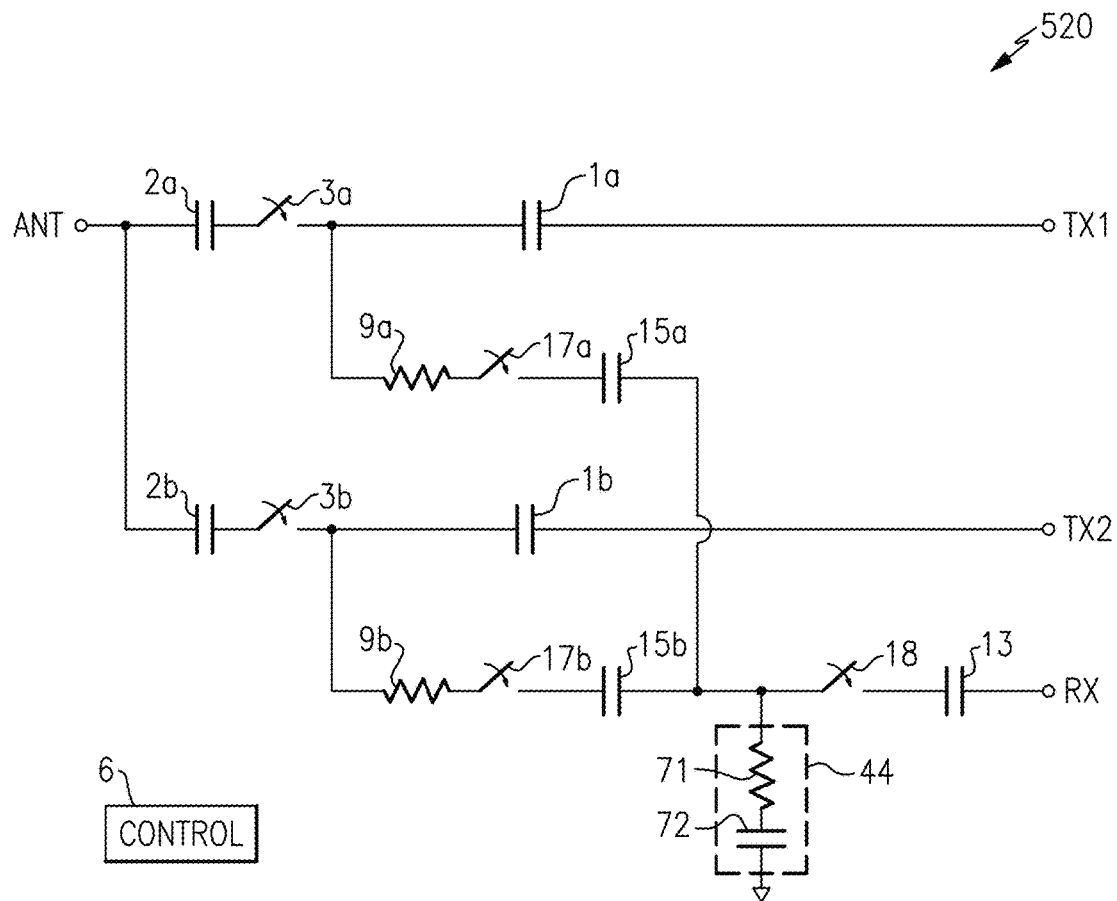 520
2a
3a
1a
ANT
TX1
9a
17a
15a
2b
3b
1b
TX2
9b
17b
15b
18
13
RX
71
44
72
6
CONTROL